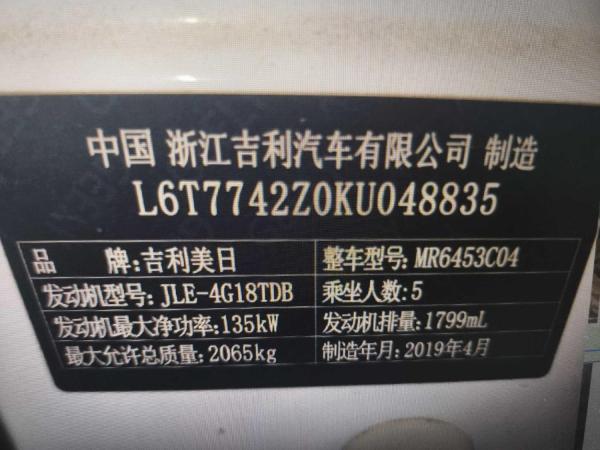 中国 浙江吉利汽车有限公司 制造
L6T7742Z0KU048835
品 牌:吉利美日 整车型号:MR6453C04
发动机型号:JLE-4G18TDB 乘坐人数:5
发动机最大净功率:135kW 发动机排量:1799mL
最大允许总质量:2065kg 制造年月:2019年4月